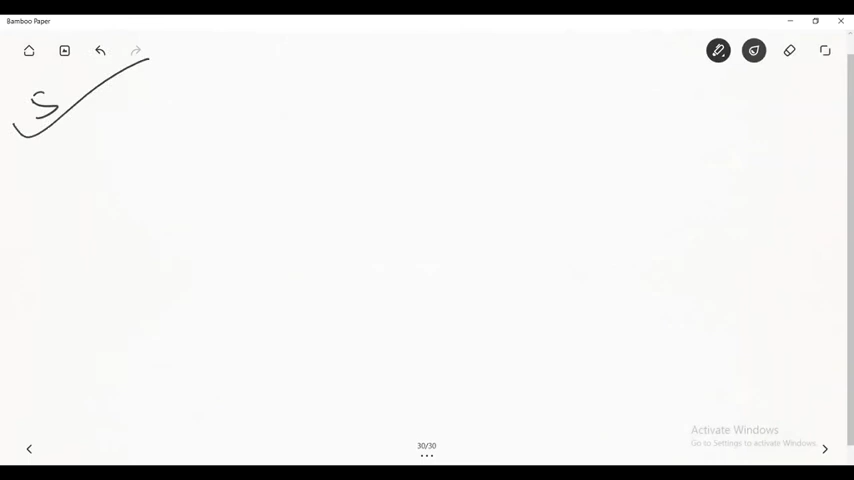 Bamboo Paper
S
30/30
Activate Windows
Go to Settings to activate Windows.